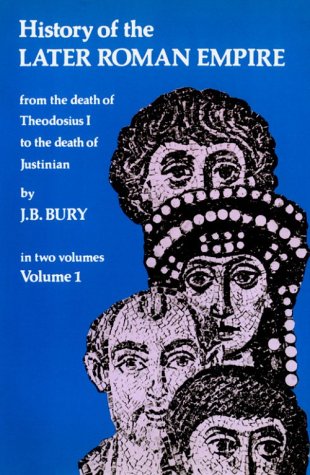 History of the
LATER ROMAN EMPIRE
from the death of
Theodosius I
to the death of
Justinian
by
J.B. BURY
in two volumes
Volume 1